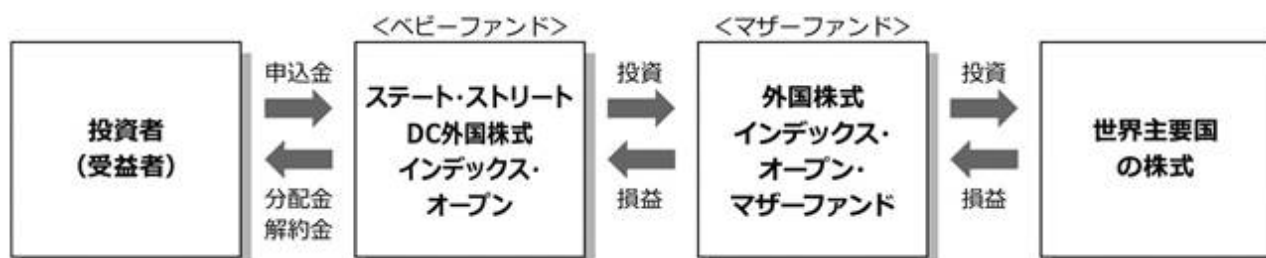 <ベビーファンド>
<マザーファンド>
投資者
(受益者)
申込金
分配金
解約金
ステート・ストリート
DC外国株式
インデックス・
オープン
投資
損益
外国株式
インデックス・
オープン・
マザーファンド
投資
損益
世界主要国
の株式